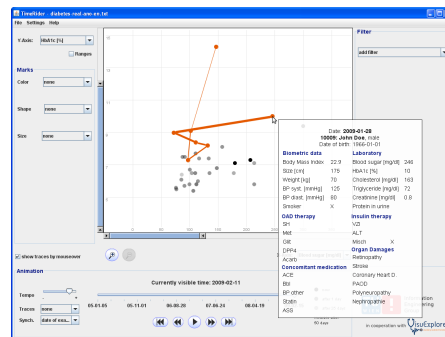 TimeRider - diabetes-real-ano-en.txt
File Settings Help
Y Axis: HbA1c [%]
Ranges
Marks
Color none
Shape none
Size none
Filter
add filter
Date: 2009-01-28
10009: John Doe, male
Date of birth 1966-01-01
Biometric data Laboratory
Body Mass Index 22.9 Blood sugar [mg/dl] 246
Size [cm] 175 HbA1c [%] 10
Weight [kg] 70 Cholesterol [mg/dl] 163
BP syst. [mmHg] 125 Triglyceride [mg/dl] 72
BP diast. [mmHg] 80 Creatinine [mg/dl] 0.8
Smoker X Protein in urine
OAD therapy Insulin therapy
SH VZI
Met ALT
Glit Misch X
DPP4 Organ Damages
Acarb Retinopathy
Concomitant medication Stroke
ACE Coronary Heart D.
Bbl PAOD
BP other Polyneuropathy
Statin Nephropathie
ASS
show traces by mouseover
Animation
Currently visible time: 2009-02-11
Tempo
Traces none
Synch. date of exa...
05.01.05 05.11.01 06.08.28 07.06.24 08.04.19
60 days
in cooperation with VisuExplore